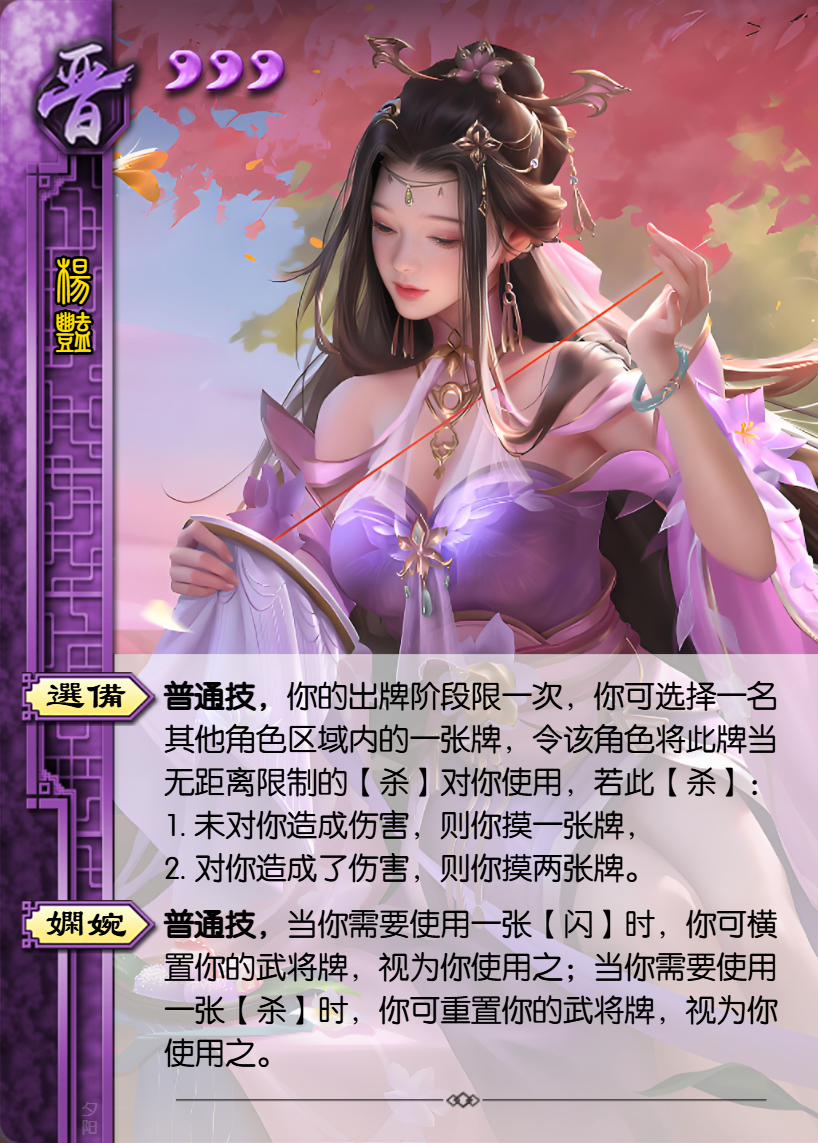 晋
楊豔
選備
普通技，你的出牌阶段限一次，你可选择一名
其他角色区域内的一张牌，令该角色将此牌当
无距离限制的【杀】对你使用，若此【杀】：
1. 未对你造成伤害，则你摸一张牌，
2. 对你造成了伤害，则你摸两张牌。
嫻婉
普通技，当你需要使用一张【闪】时，你可横
置你的武将牌，视为你使用之；当你需要使用
一张【杀】时，你可重置你的武将牌，视为你
使用之。
夕阳